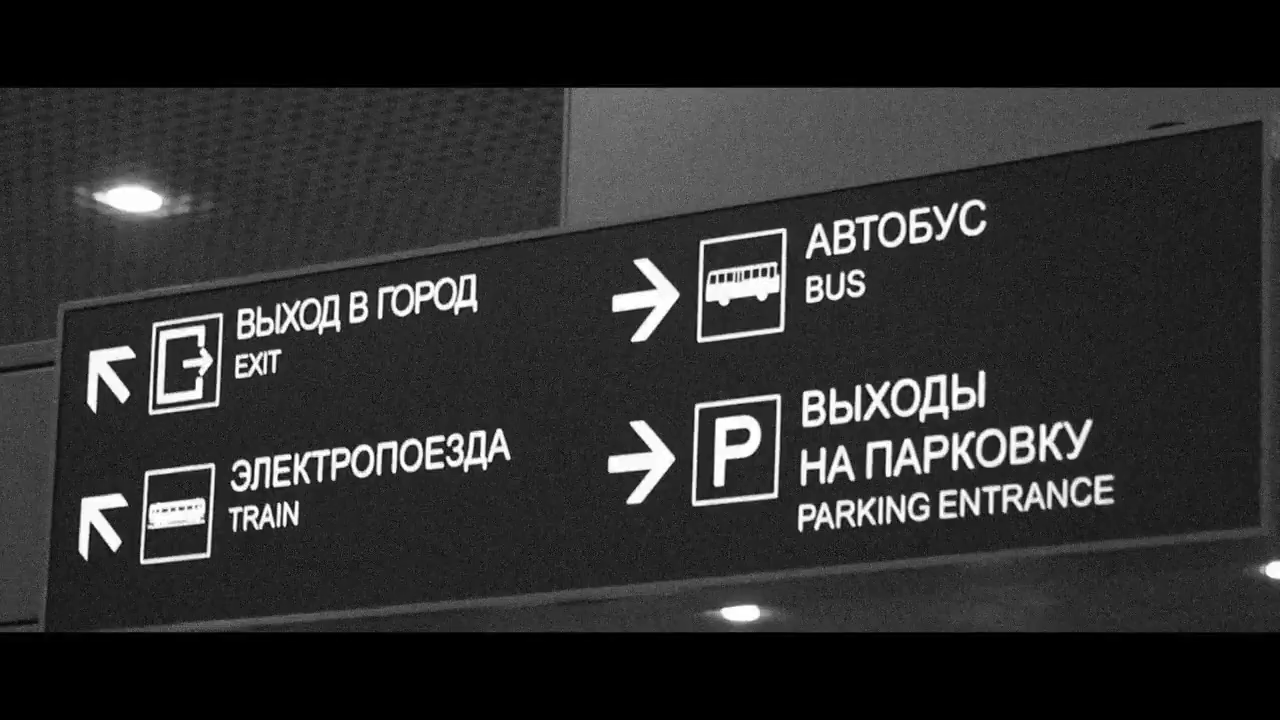 ВЫХОД В ГОРОД
EXIT
ЭЛЕКТРОПОЕЗДА
TRAIN
АВТОБУС
BUS
P
ВЫХОДЫ
НА ПАРКОВКУ
PARKING ENTRANCE